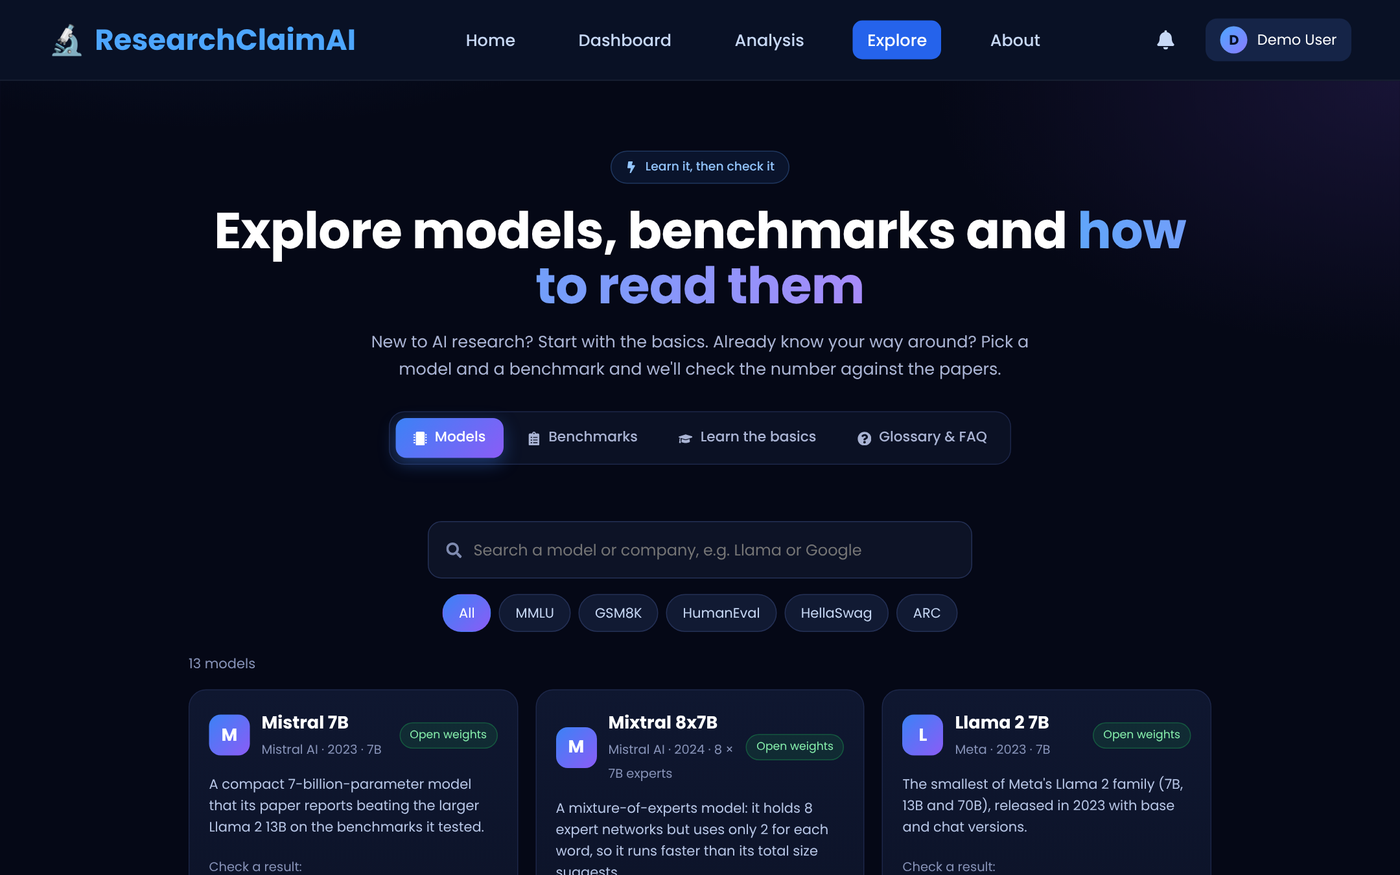 ResearchClaimAI
Home
Dashboard
Analysis
Explore
About
D
Demo User
Learn it, then check it
Explore models, benchmarks and how
to read them
New to AI research? Start with the basics. Already know your way around? Pick a
model and a benchmark and we'll check the number against the papers.
Models
Benchmarks
Learn the basics
Glossary & FAQ
Search a model or company, e.g. Llama or Google
All
MMLU
GSM8K
HumanEval
HellaSwag
ARC
13 models
M
Mistral 7B
Mistral AI · 2023 · 7B
Open weights
A compact 7-billion-parameter model
that its paper reports beating the larger
Llama 2 13B on the benchmarks it tested.
Check a result:
M
Mixtral 8x7B
Mistral AI · 2024 · 8 ×
7B experts
Open weights
A mixture-of-experts model: it holds 8
expert networks but uses only 2 for each
word, so it runs faster than its total size
suggests.
L
Llama 2 7B
Meta · 2023 · 7B
Open weights
The smallest of Meta's Llama 2 family (7B,
13B and 70B), released in 2023 with base
and chat versions.
Check a result: